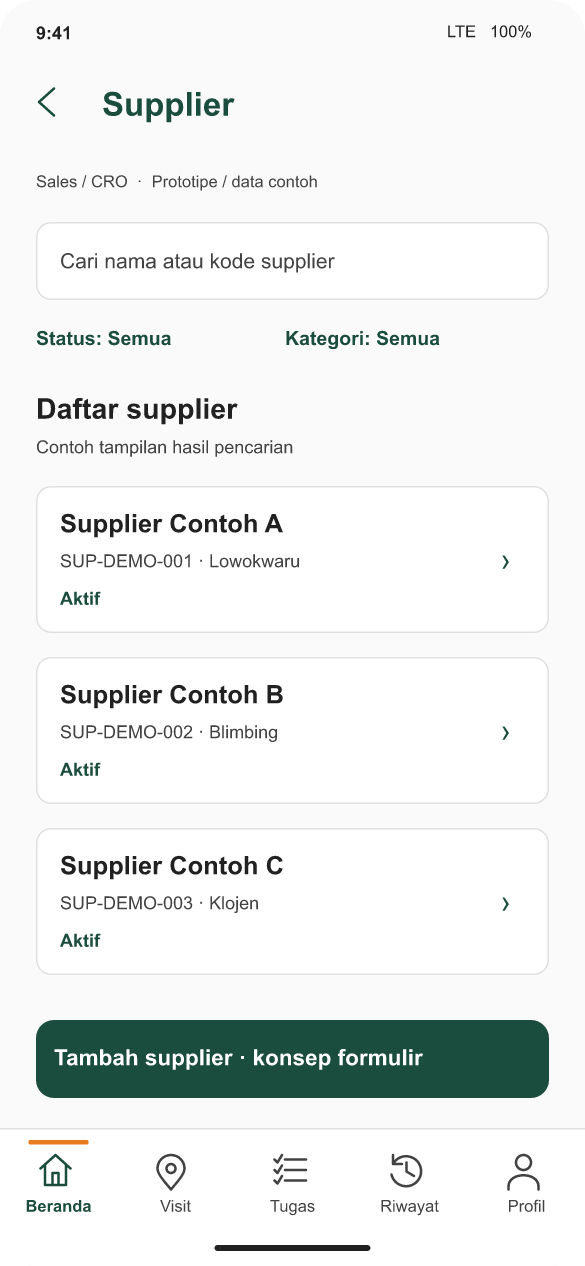 9:41 LTE 100%
Supplier
Sales / CRO · Prototipe / data contoh
Cari nama atau kode supplier
Status: Semua Kategori: Semua
Daftar supplier
Contoh tampilan hasil pencarian
Supplier Contoh A
SUP-DEMO-001 · Lowokwaru
Aktif
Supplier Contoh B
SUP-DEMO-002 · Blimbing
Aktif
Supplier Contoh C
SUP-DEMO-003 · Klojen
Aktif
Tambah supplier · konsep formulir
Beranda Visit Tugas Riwayat Profil